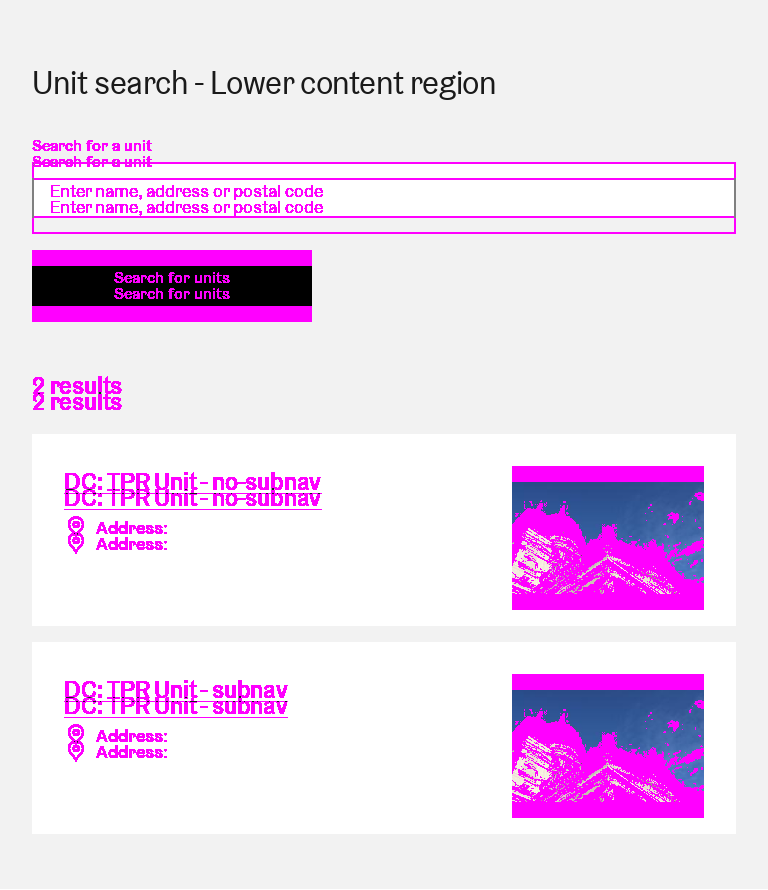 Unit search - Lower content region
Search for a unit
Search for a unit
Enter name, address or postal code
Enter name, address or postal code
Search for units
Search for units
2 results
2 results
DC: TPR Unit - no-subnav
DC: TPR Unit - no-subnav
Address:
Address:
DC: TPR Unit - subnav
DC: TPR Unit - subnav
Address:
Address: